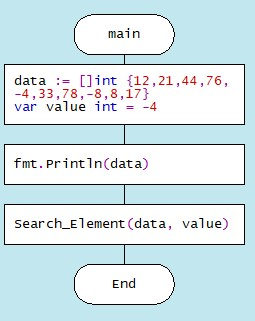 main
data := []int {12,21,44,76,
-4,33,78,-8,8,17}
var value int = -4
fmt.Println(data)
Search_Element(data, value)
End